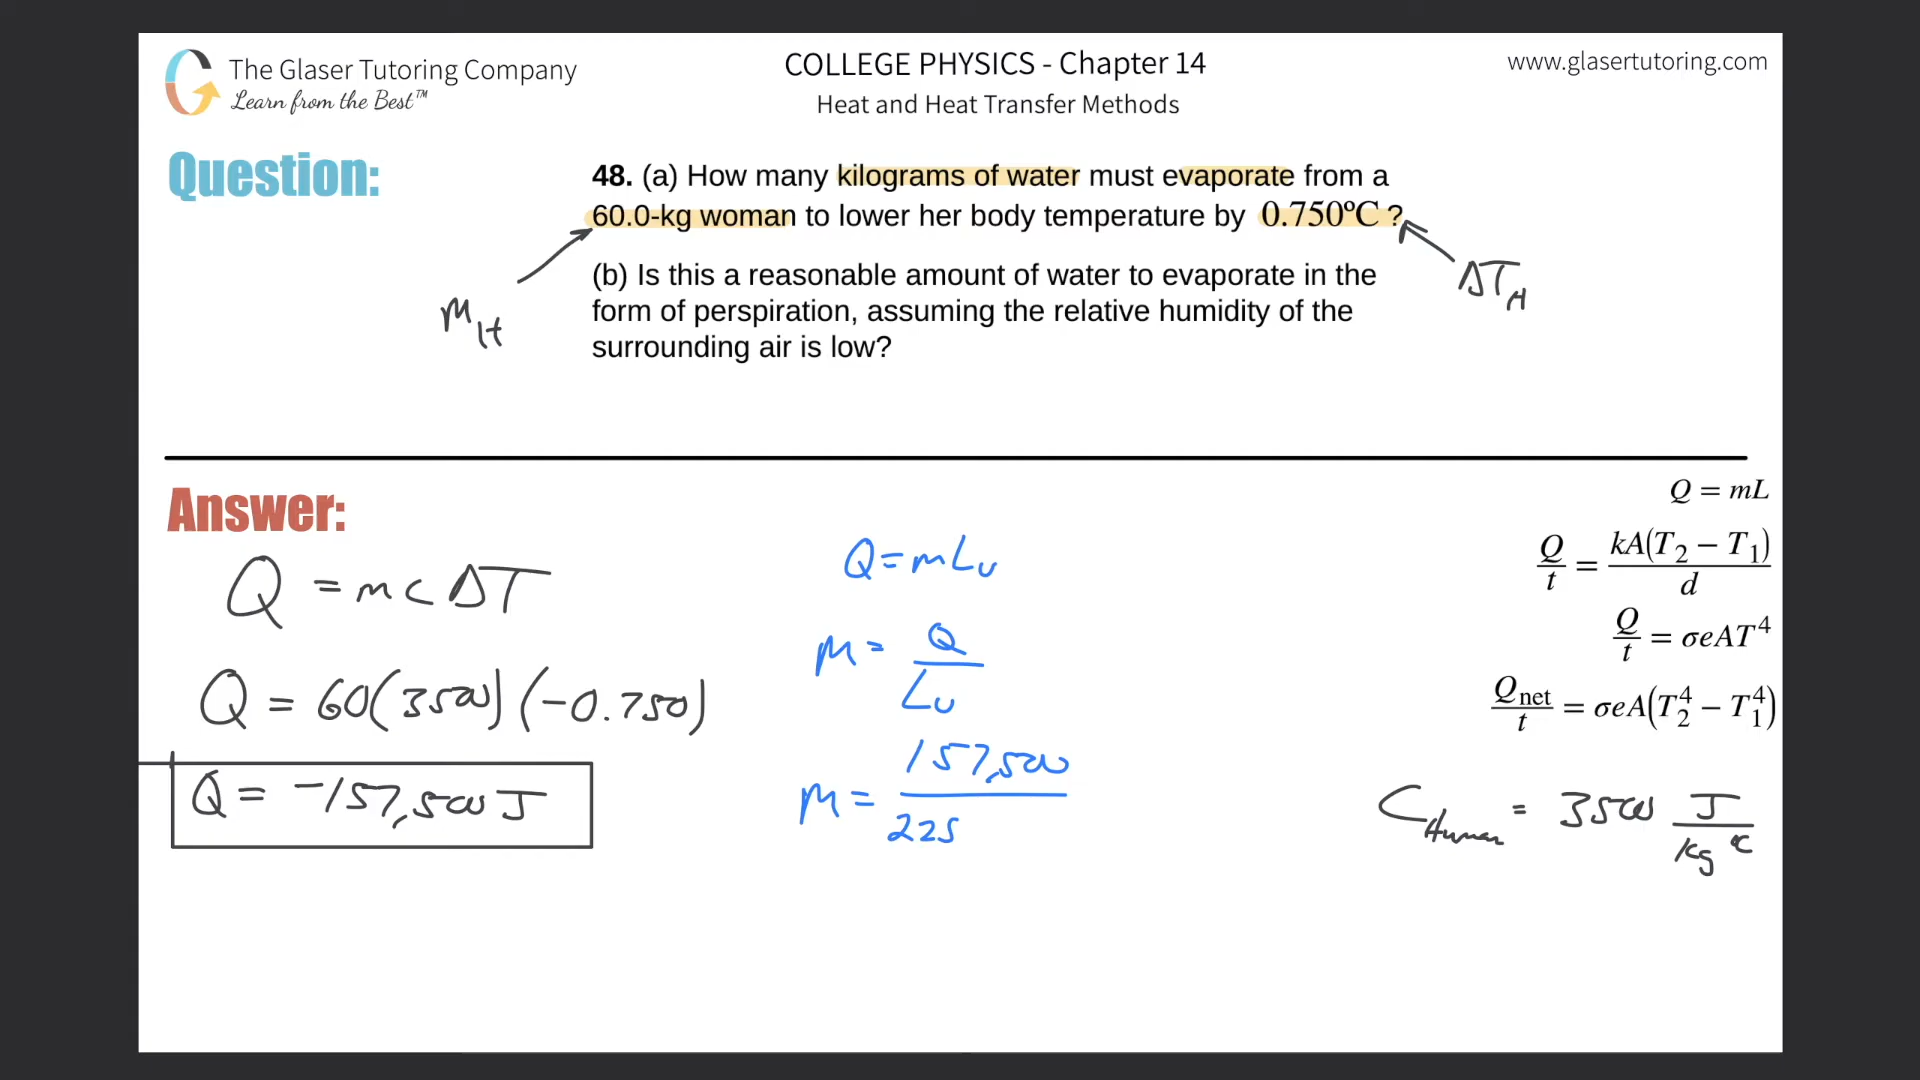 The Glaser Tutoring Company
Learn from the Best™
COLLEGE PHYSICS - Chapter 14
Heat and Heat Transfer Methods
www.glasertutoring.com
Question:
48. (a) How many kilograms of water must evaporate from a
60.0-kg woman to lower her body temperature by 0.750ºC ?
(b) Is this a reasonable amount of water to evaporate in the
form of perspiration, assuming the relative humidity of the
surrounding air is low?
m_H
ΔT_H
Answer:
Q = mcΔT
Q = 60(3500)(-0.750)
Q = -157,500 J
Q = mL_v
m = Q/L_v
m = 157,500/225
Q = mL
Q/t = kA(T₂ − T₁)/d
Q/t = σeAT⁴
Q_net/t = σeA(T₂⁴ − T₁⁴)
C_Human = 3500 J/kg °C